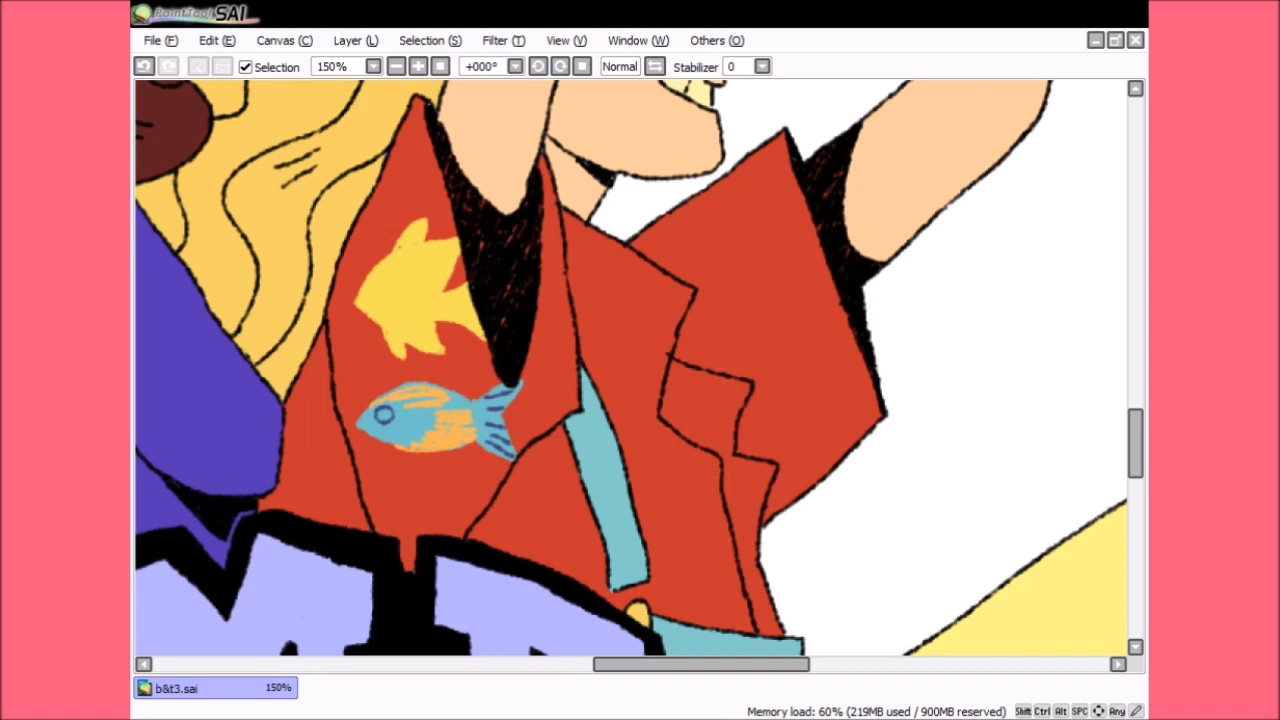 PaintTool SAI
File (F) Edit (E) Canvas (C) Layer (L) Selection (S) Filter (T) View (V) Window (W) Others (O)
Selection 150% +000° Normal Stabilizer 0
b&t3.sai 150%
Memory load: 60% (219MB used / 900MB reserved) Shift Ctrl Alt SPC Any